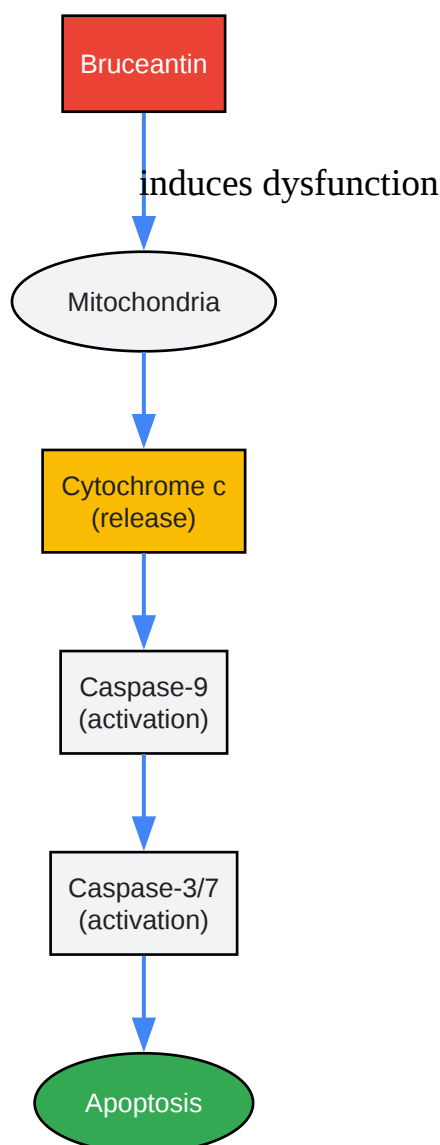 Bruceantin
induces dysfunction
Mitochondria
Cytochrome c
(release)
Caspase-9
(activation)
Caspase-3/7
(activation)
Apoptosis